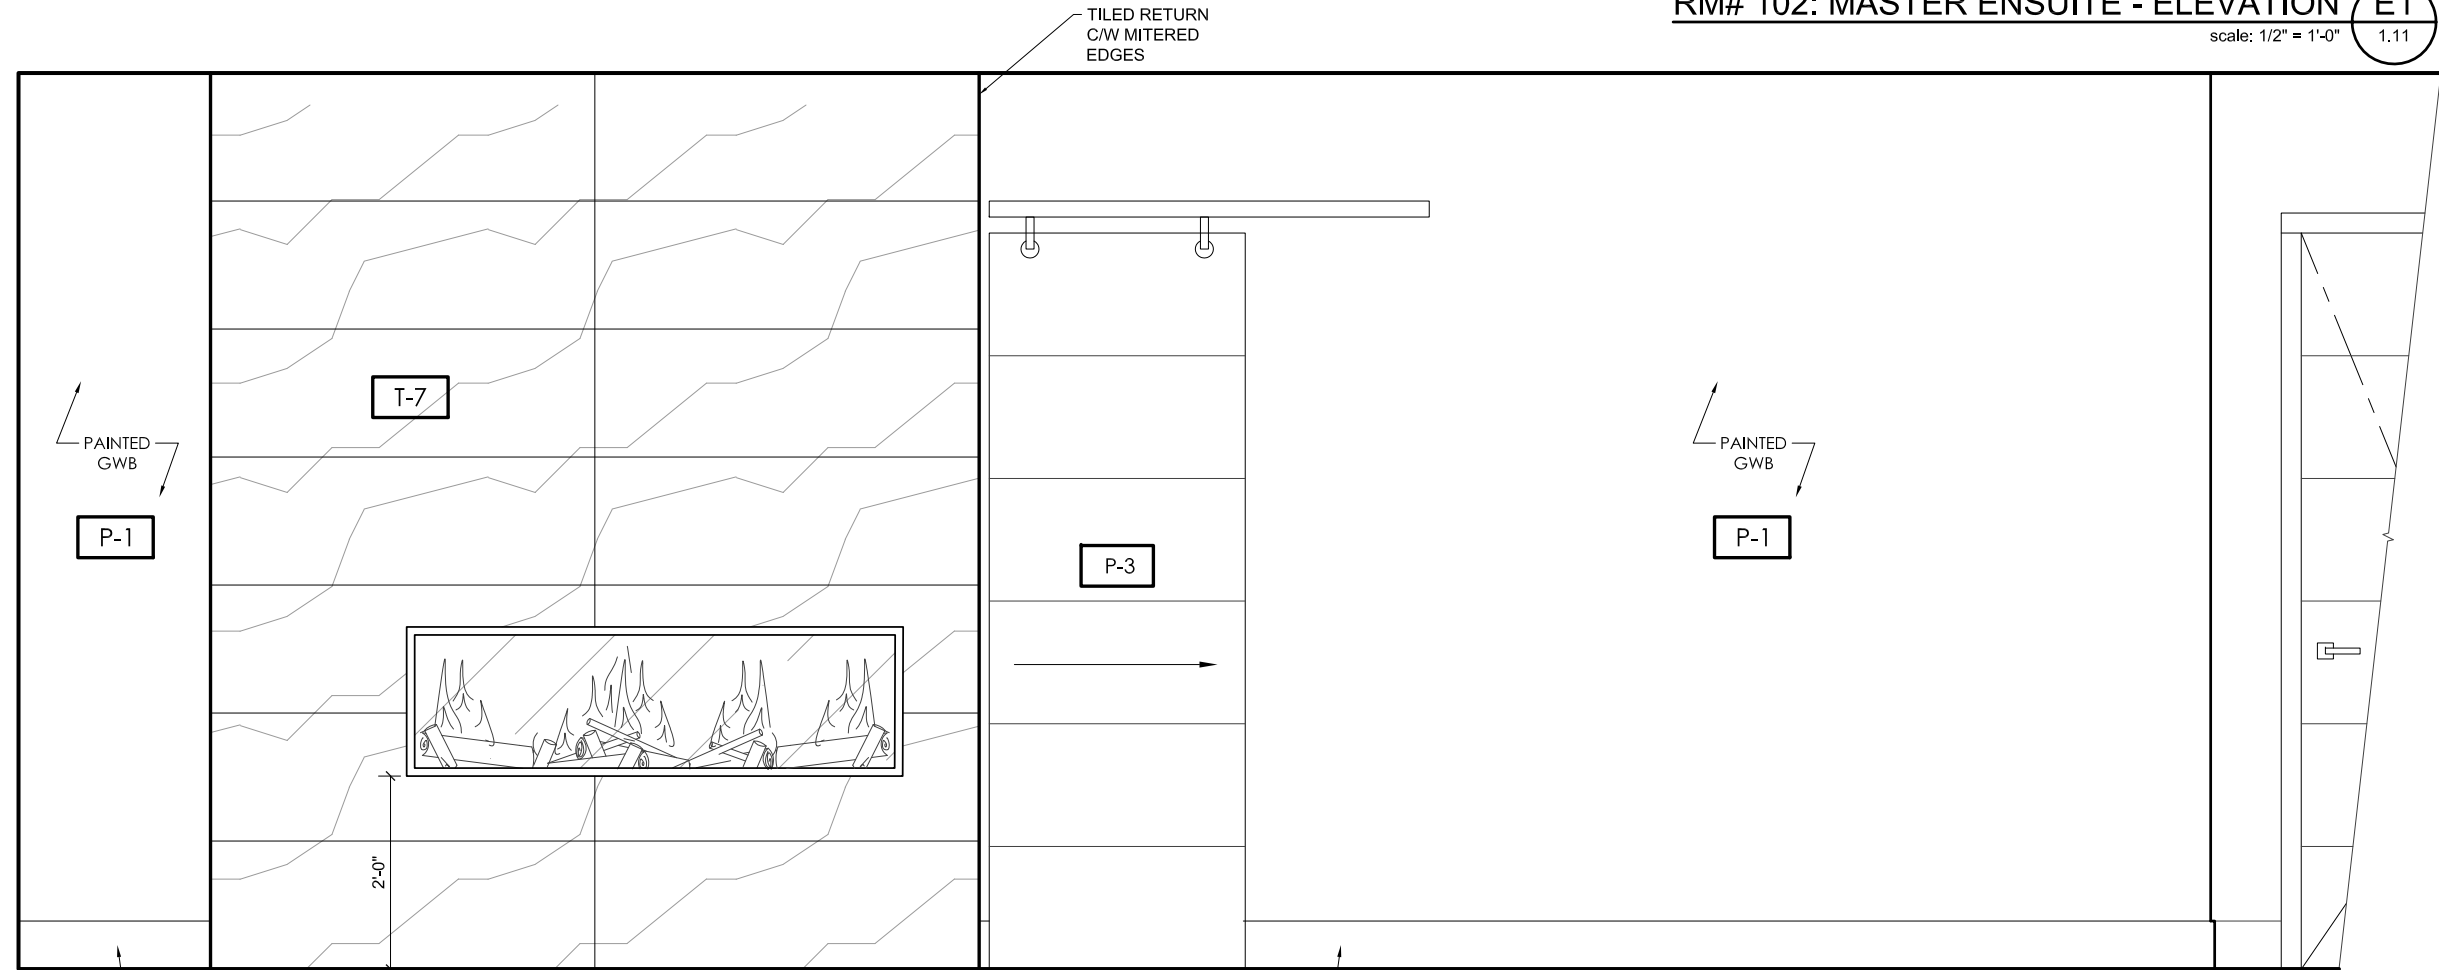 RM# 102: MASTER ENSUITE - ELEVATION
E1
scale: 1/2" = 1'-0"
1.11
TILED RETURN
C/W MITERED
EDGES
T-7
PAINTED
GWB
P-1
P-3
PAINTED
GWB
P-1
2'-0"